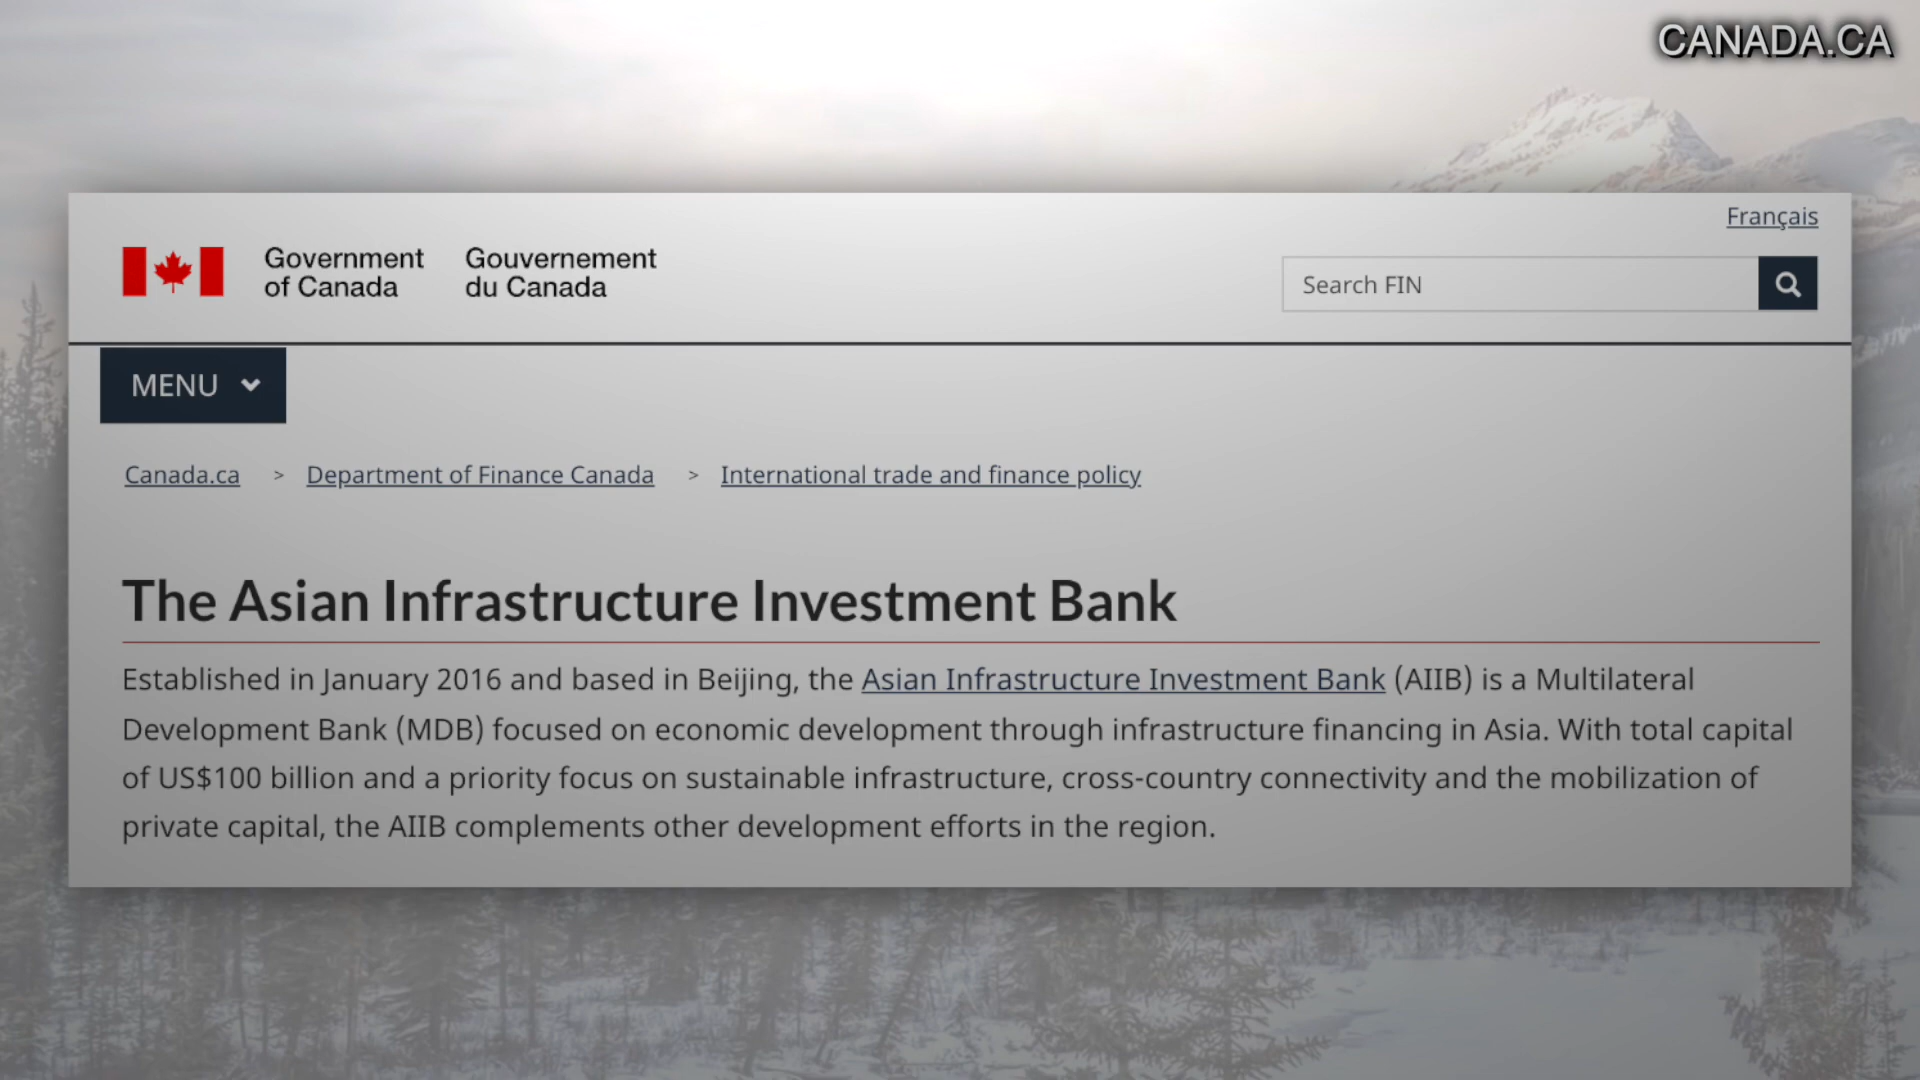 CANADA.CA
Français
Government of Canada
Gouvernement du Canada
Search FIN
MENU
Canada.ca > Department of Finance Canada > International trade and finance policy
The Asian Infrastructure Investment Bank
Established in January 2016 and based in Beijing, the Asian Infrastructure Investment Bank (AIIB) is a Multilateral
Development Bank (MDB) focused on economic development through infrastructure financing in Asia. With total capital
of US$100 billion and a priority focus on sustainable infrastructure, cross-country connectivity and the mobilization of
private capital, the AIIB complements other development efforts in the region.